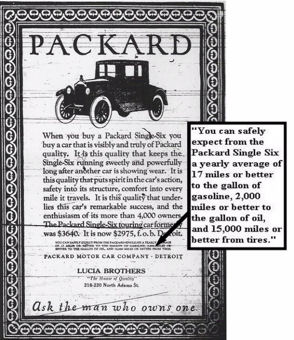 PACKARD
When you buy a Packard Single-Six you
buy a car that is visibly and truly of Packard
quality. It is this quality that keeps the
Single-Six running sweetly and powerfully
long after another car is showing wear. It is
this quality that puts spirit in the car's action,
safety into its structure, comfort into every
mile it travels. It is this quality that under-
lies this car's remarkable success, and the
enthusiasm of its more than 4,000 owners.
The Packard Single-Six touring car formerly
was $3640. It is now $2975, f. o. b. Detroit.
PACKARD MOTOR CAR COMPANY · DETROIT
LUCIA BROTHERS
"The House of Quality"
218-220 North Adams St.
Ask the man who owns one
"You can safely
expect from the
Packard Single Six
a yearly average of
17 miles or better
to the gallon of
gasoline, 2,000
miles or better to
the gallon of oil,
and 15,000 miles or
better from tires."